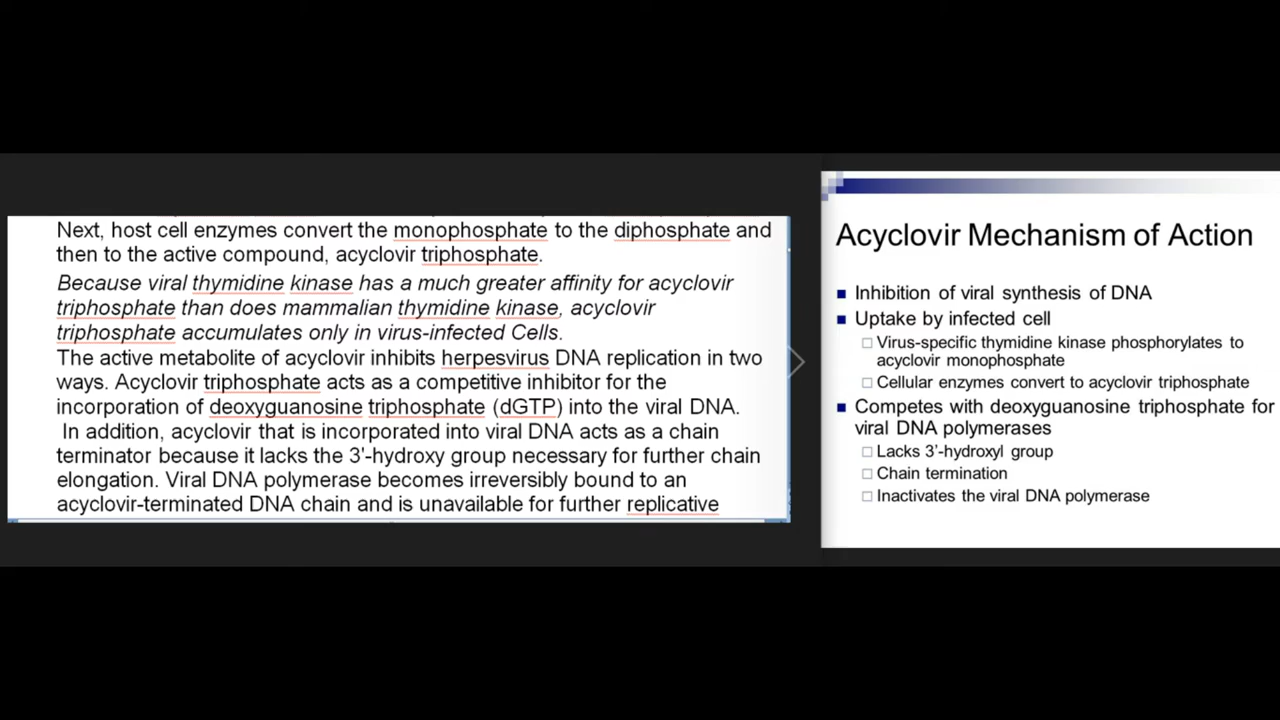 Next, host cell enzymes convert the monophosphate to the diphosphate and
then to the active compound, acyclovir triphosphate.
Because viral thymidine kinase has a much greater affinity for acyclovir
triphosphate than does mammalian thymidine kinase, acyclovir
triphosphate accumulates only in virus-infected Cells.
The active metabolite of acyclovir inhibits herpesvirus DNA replication in two
ways. Acyclovir triphosphate acts as a competitive inhibitor for the
incorporation of deoxyguanosine triphosphate (dGTP) into the viral DNA.
In addition, acyclovir that is incorporated into viral DNA acts as a chain
terminator because it lacks the 3'-hydroxy group necessary for further chain
elongation. Viral DNA polymerase becomes irreversibly bound to an
acyclovir-terminated DNA chain and is unavailable for further replicative
Acyclovir Mechanism of Action
Inhibition of viral synthesis of DNA
Uptake by infected cell
Virus-specific thymidine kinase phosphorylates to
acyclovir monophosphate
Cellular enzymes convert to acyclovir triphosphate
Competes with deoxyguanosine triphosphate for
viral DNA polymerases
Lacks 3'-hydroxyl group
Chain termination
Inactivates the viral DNA polymerase